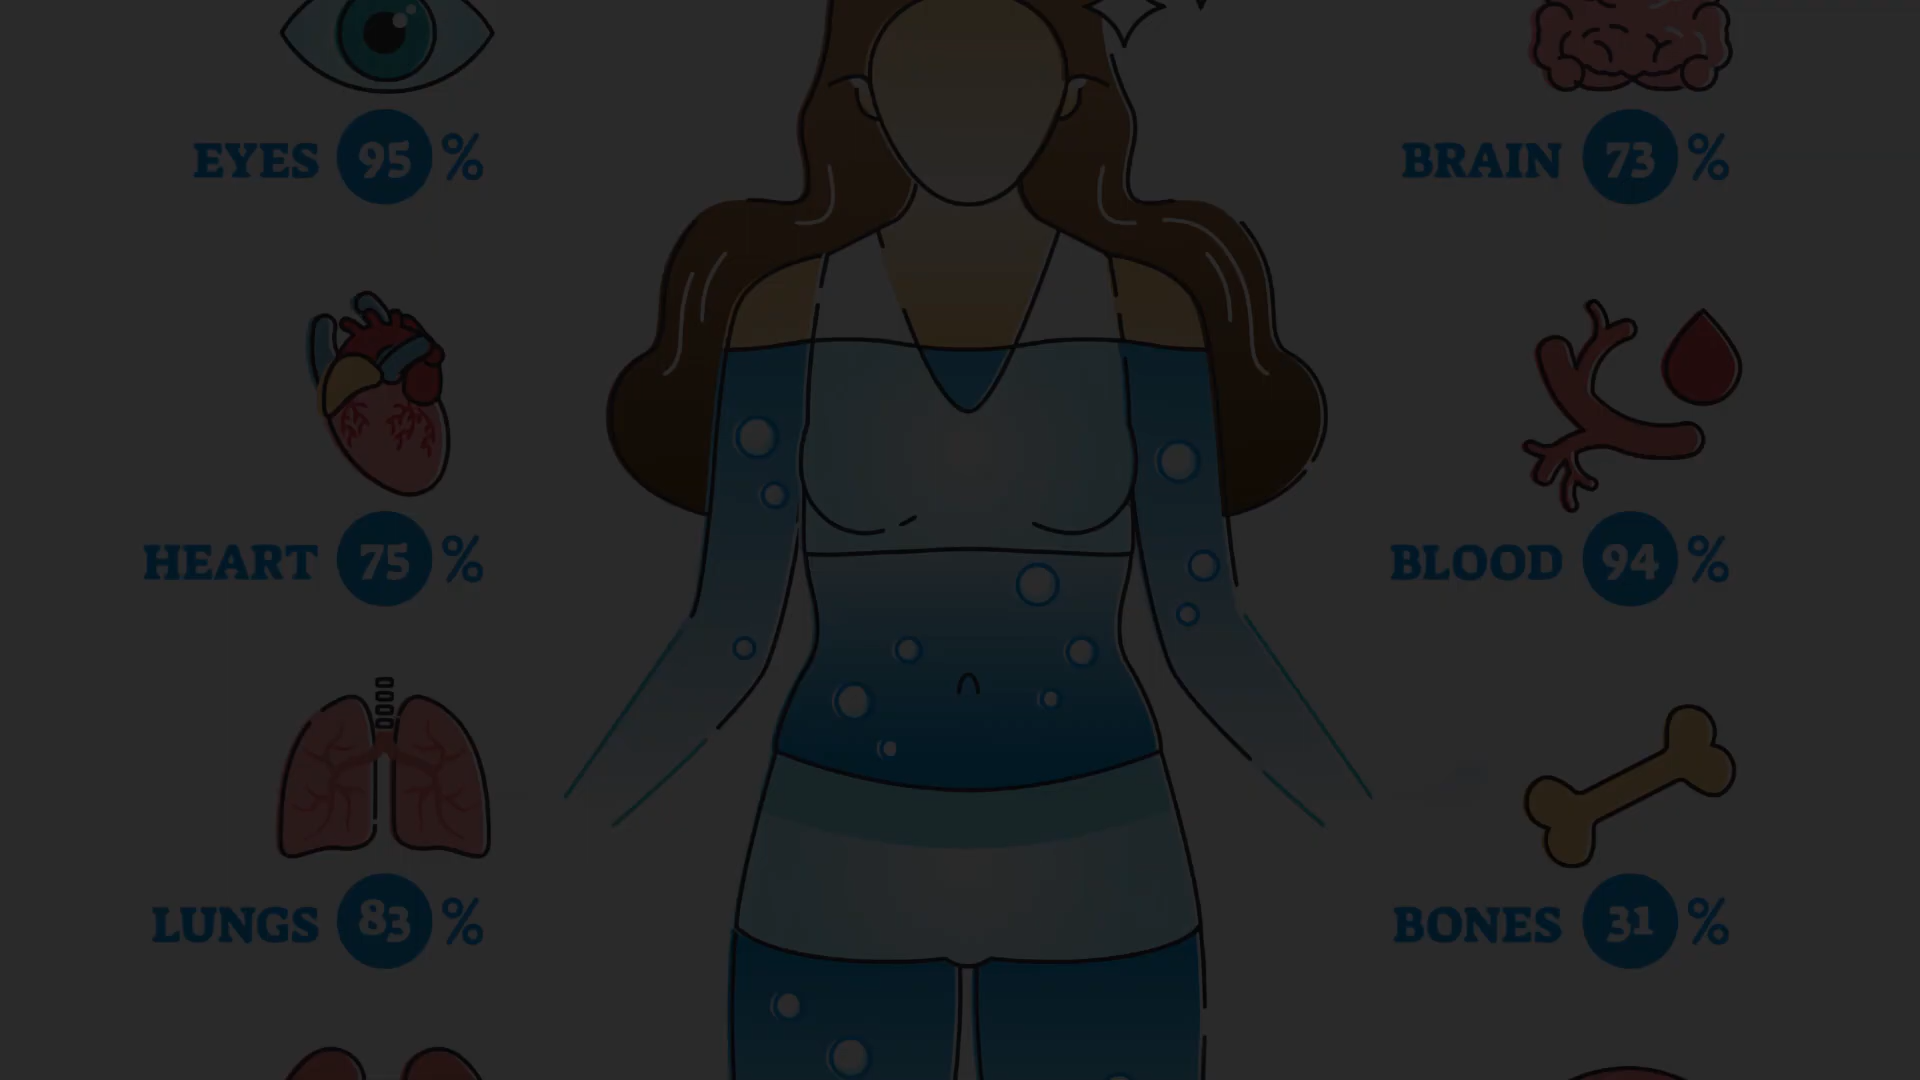 EYES 95 %
BRAIN 73 %
HEART 75 %
BLOOD 94 %
LUNGS 83 %
BONES 31 %